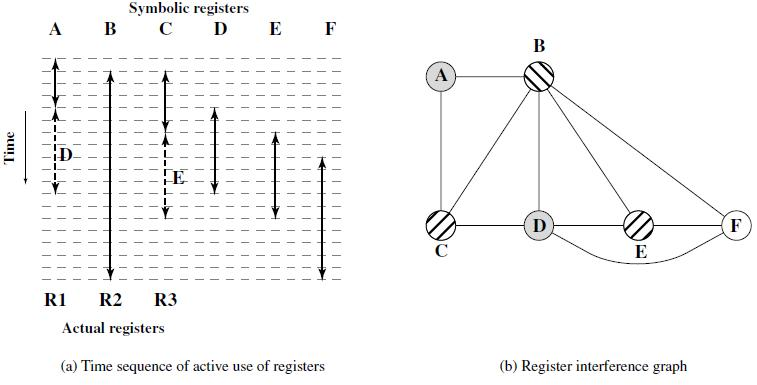 Symbolic registers
A B C D E F
Time
D
E
R1 R2 R3
Actual registers
(a) Time sequence of active use of registers
B
A
D
F
C
E
(b) Register interference graph